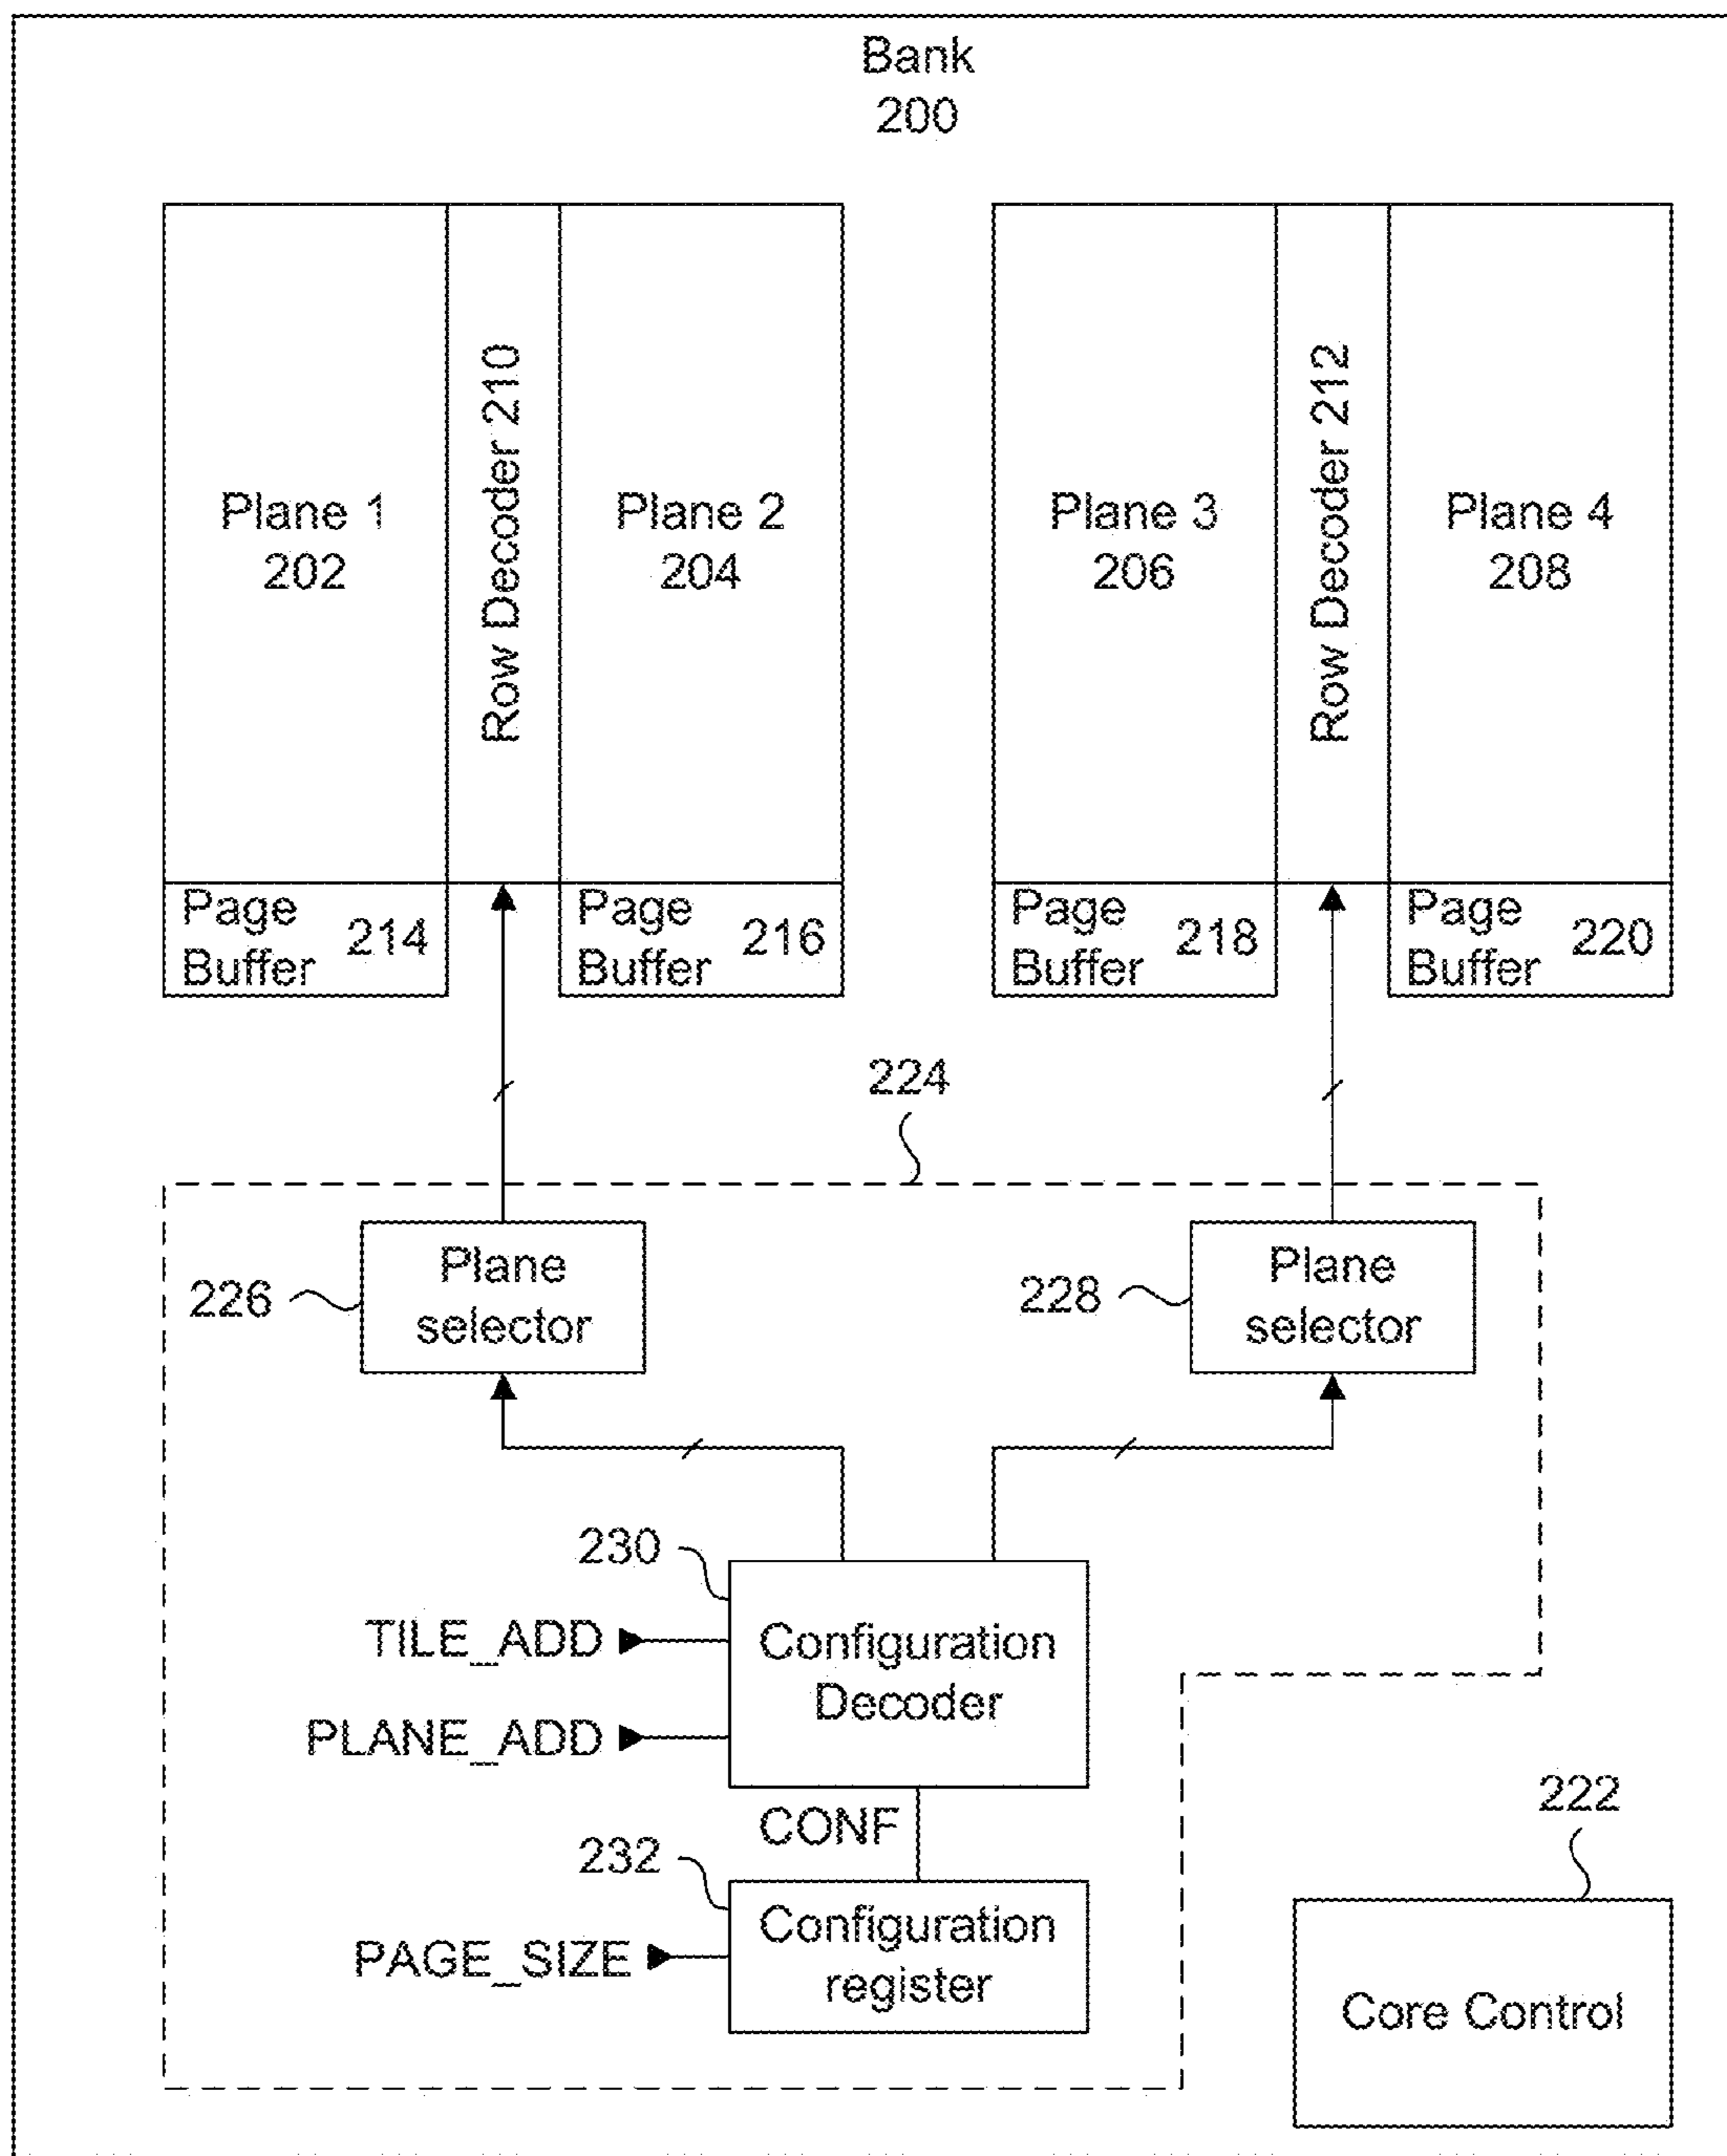 Bank
200
Plane 1
202
Row Decoder 210
Plane 2
204
Plane 3
206
Row Decoder 212
Plane 4
208
Page
Buffer
214
Page
Buffer
216
Page
Buffer
218
Page
Buffer
220
224
226
Plane
selector
228
Plane
selector
230
TILE_ADD
PLANE_ADD
Configuration
Decoder
CONF
232
PAGE_SIZE
Configuration
register
222
Core Control